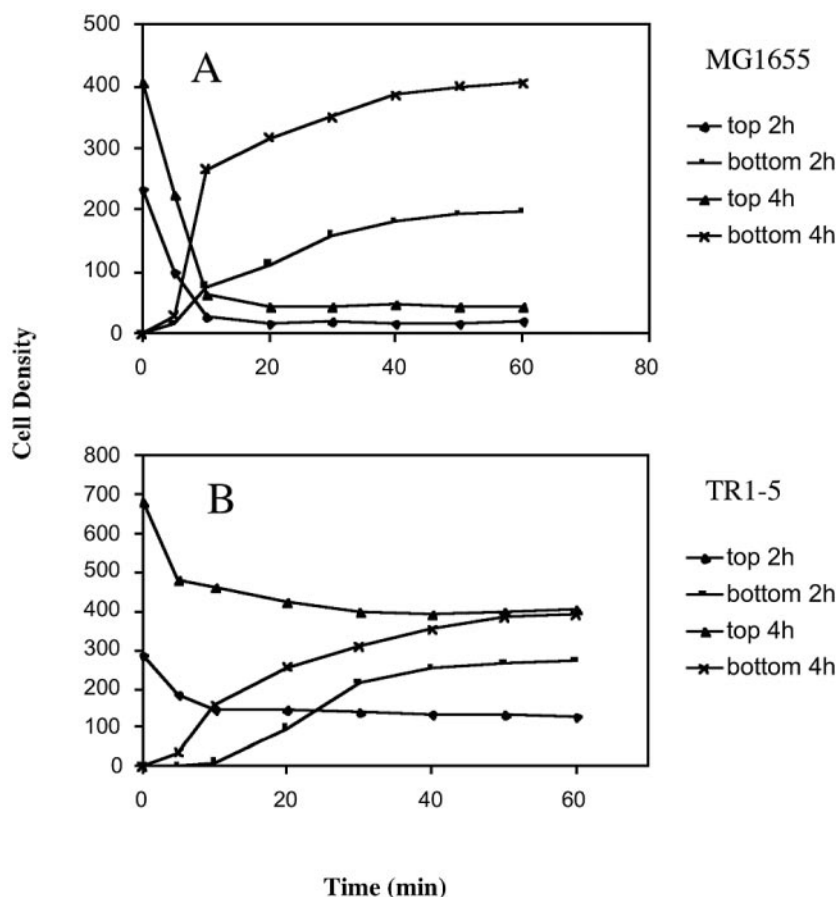 500
400
300
200
100
0
A
0 20 40 60 80
MG1655
top 2h
bottom 2h
top 4h
bottom 4h
Cell Density
800
700
600
500
400
300
200
100
0
B
0 20 40 60
TR1-5
top 2h
bottom 2h
top 4h
bottom 4h
Time (min)